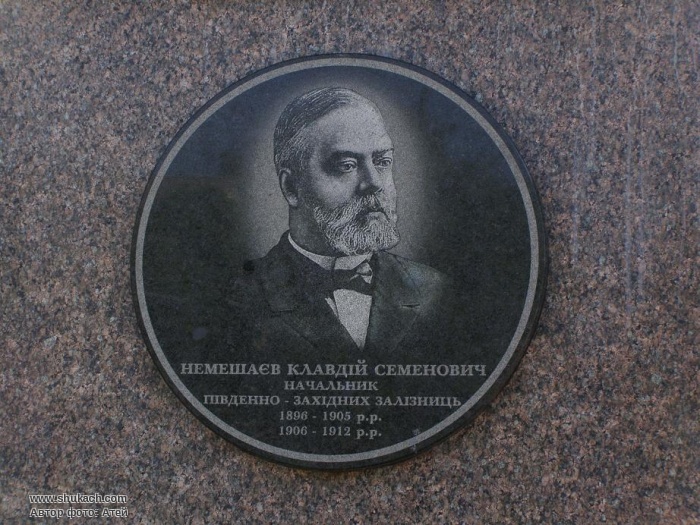 НЕМЕШАЄВ КЛАВДІЙ СЕМЕНОВИЧ
НАЧАЛЬНИК
ПІВДЕННО - ЗАХІДНИХ ЗАЛІЗНИЦЬ
1896 - 1905 р.р.
1906 - 1912 р.р.
www.shukach.com
Автор фото: Атей